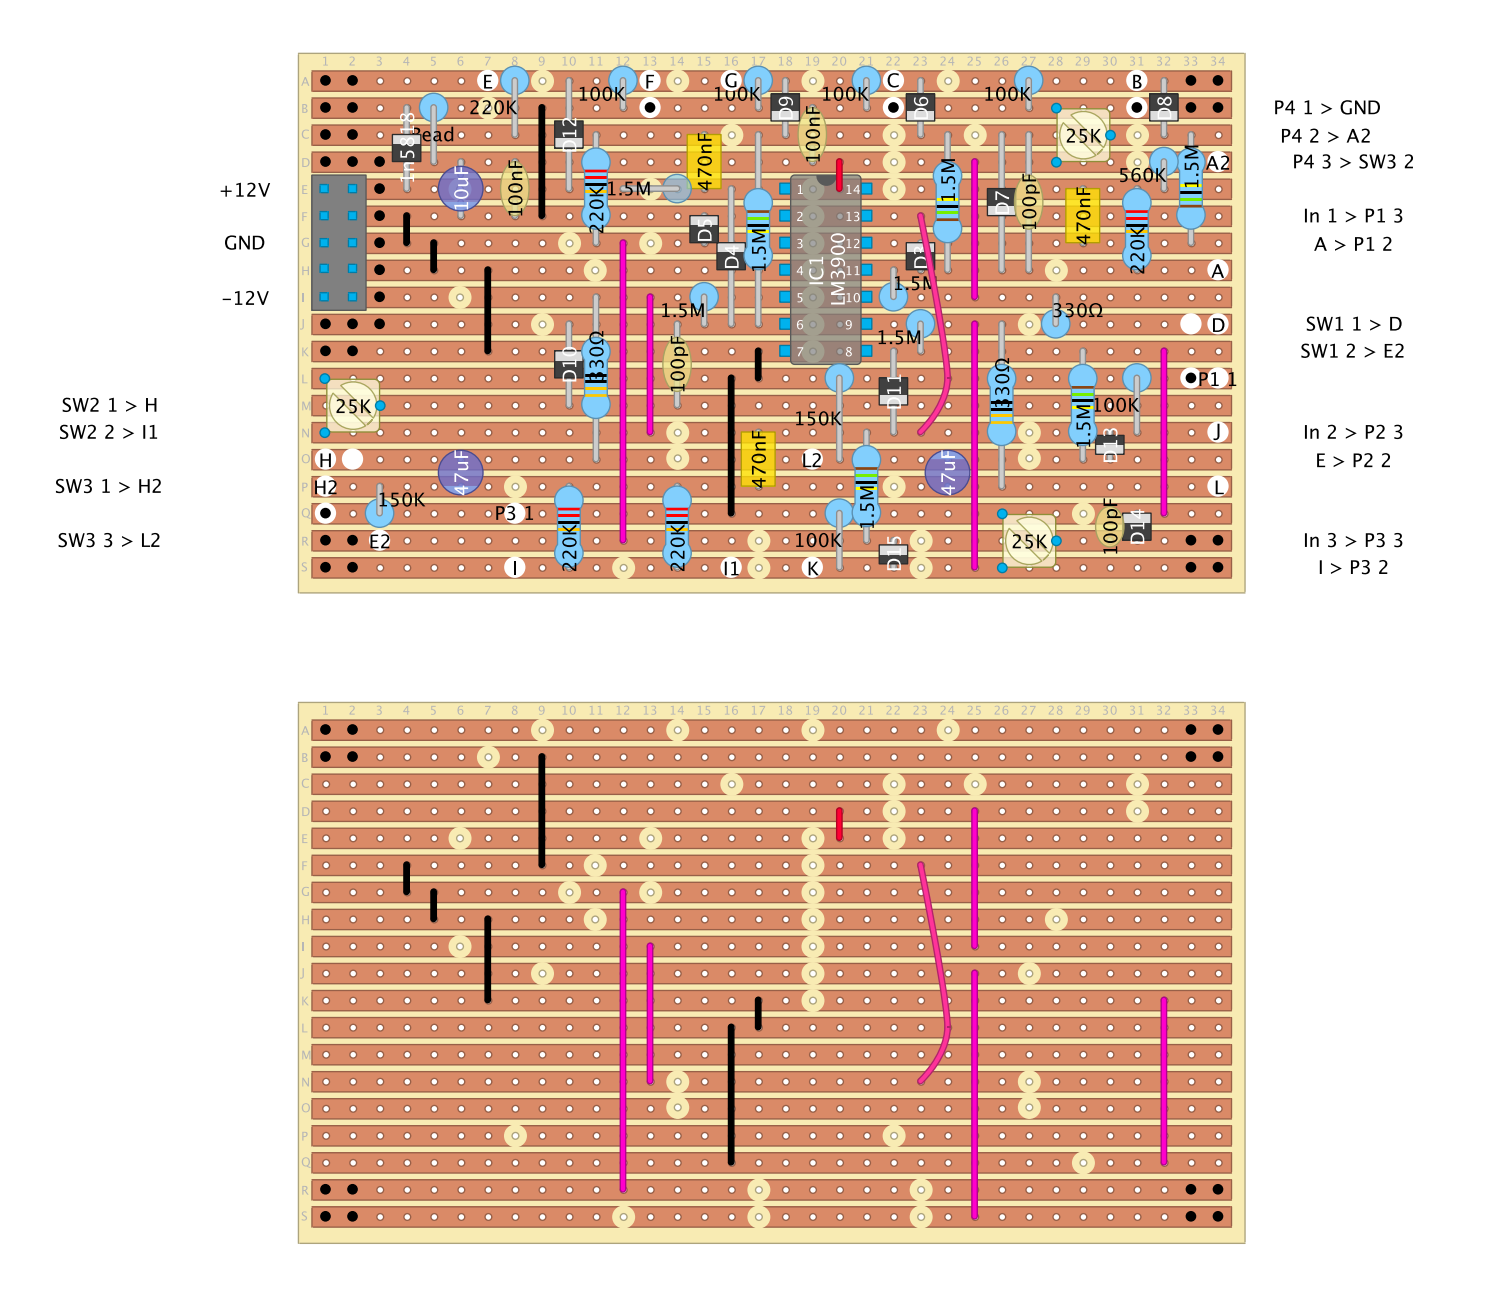 1 2 3 4 5 6 7 8 9 10 11 12 13 14 15 16 17 18 19 20 21 22 23 24 25 26 27 28 29 30 31 32 33 34
A E F G C B
B 220K 100K 100K D9 100K D6 100K D8 P4 1 > GND
C Bead D12 100nF 25K P4 2 > A2
D 1n5818 470nF 1.5M 1.5M A2 P4 3 > SW3 2
+12V E 10uF 100nF 220K 1.5M 1 14 D7 100pF 560K
F D5 1.5M 2 13 470nF 220K In 1 > P1 3
GND G D4 3 IC1 LM3900 12 D3 A > P1 2
H 4 11 1.5M A
−12V I 1.5M 5 10 330Ω
J 330Ω 6 9 1.5M D SW1 1 > D
K D10 100pF 7 8 330Ω SW1 2 > E2
L D11 P1 1
SW2 1 > H M 25K 150K 1.5M 100K
SW2 2 > I1 N 470nF D13 J In 2 > P2 3
O H 47uF L2 1.5M 47uF E > P2 2
SW3 1 > H2 P H2 150K L
Q P3 1 220K 220K 100pF D14
SW3 3 > L2 R E2 100K D15 25K In 3 > P3 3
S I I1 K I > P3 2
1 2 3 4 5 6 7 8 9 10 11 12 13 14 15 16 17 18 19 20 21 22 23 24 25 26 27 28 29 30 31 32 33 34
A
B
C
D
E
F
G
H
I
J
K
L
M
N
O
P
Q
R
S